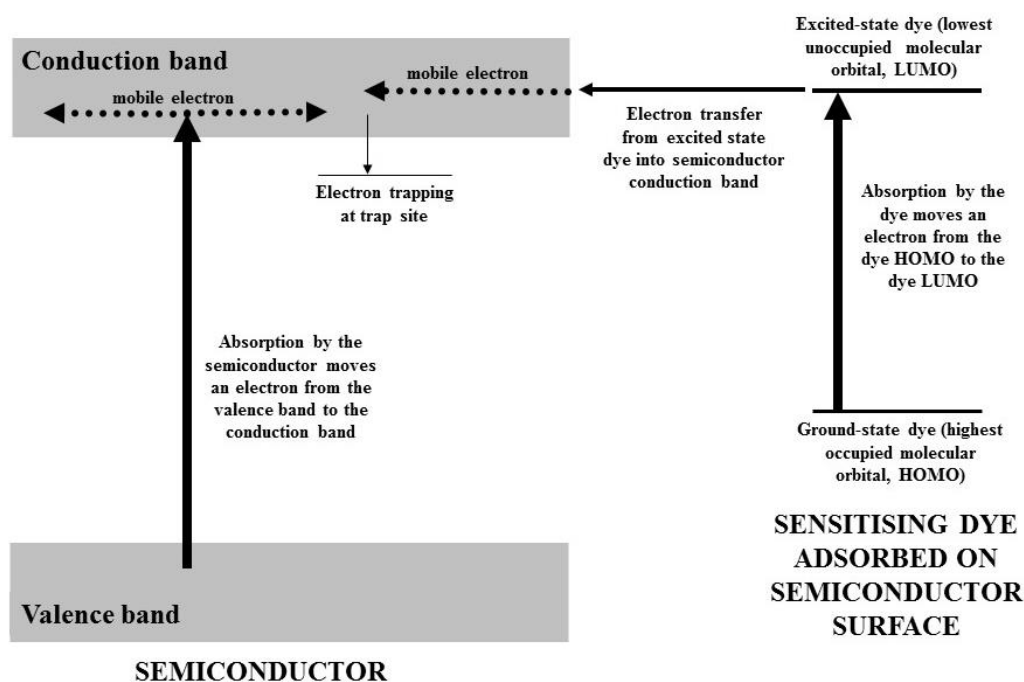 Conduction band
mobile electron
mobile electron
Electron trapping
at trap site
Absorption by the
semiconductor moves
an electron from the
valence band to the
conduction band
Valence band
SEMICONDUCTOR
Electron transfer
from excited state
dye into semiconductor
conduction band
Excited-state dye (lowest
unoccupied molecular
orbital, LUMO)
Absorption by the
dye moves an
electron from the
dye HOMO to the
dye LUMO
Ground-state dye (highest
occupied molecular
orbital, HOMO)
SENSITISING DYE
ADSORBED ON
SEMICONDUCTOR
SURFACE